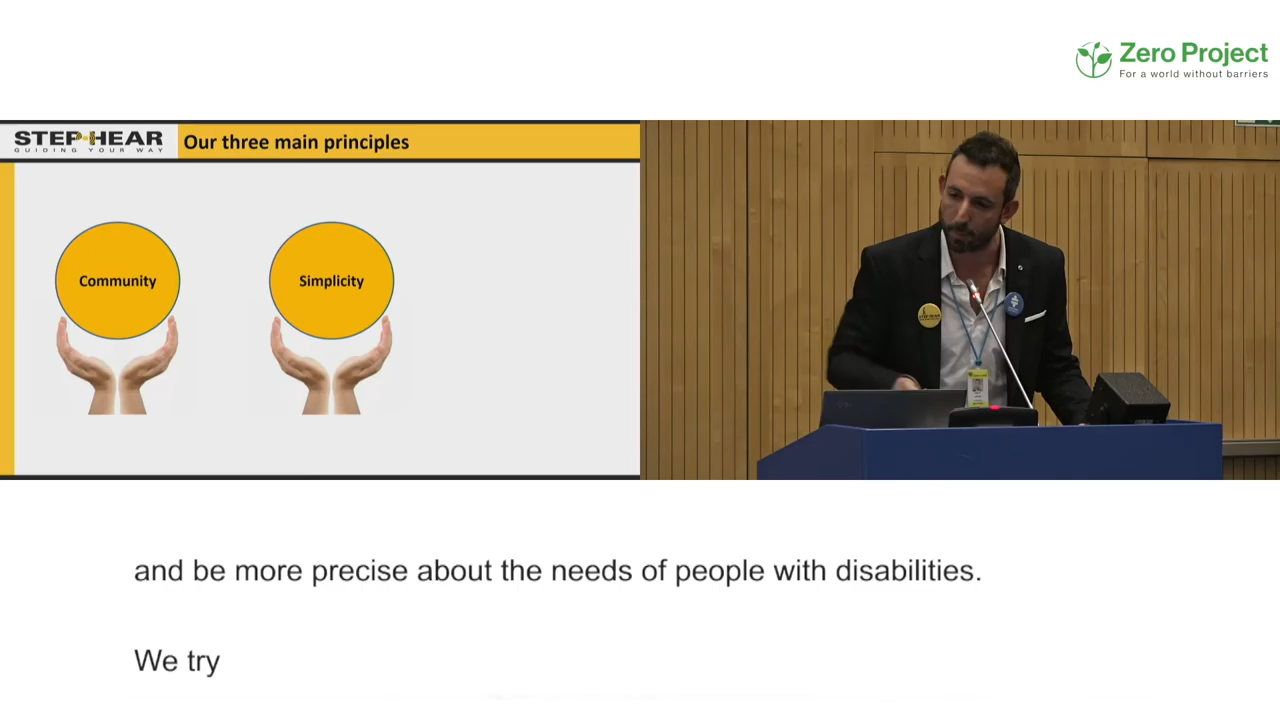 Zero Project
For a world without barriers
STEP-HEAR
GUIDING YOUR WAY
Our three main principles
Community
Simplicity
and be more precise about the needs of people with disabilities.
We try